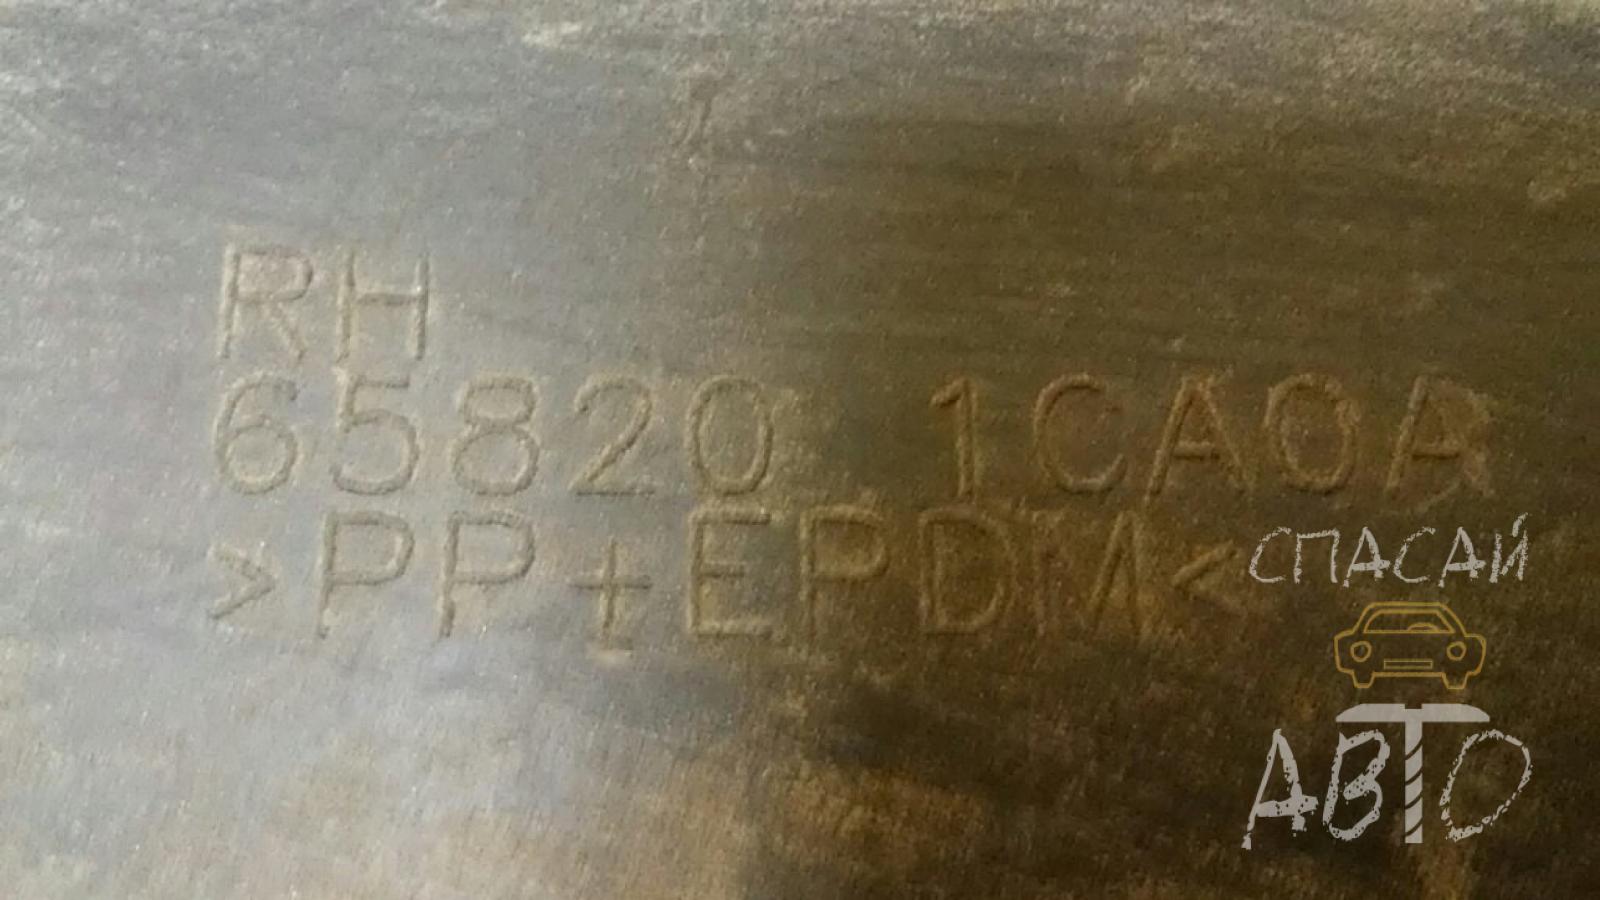 RH
65820 1CA0A
>PP+EPDM<
СПАСАЙ
АВТО